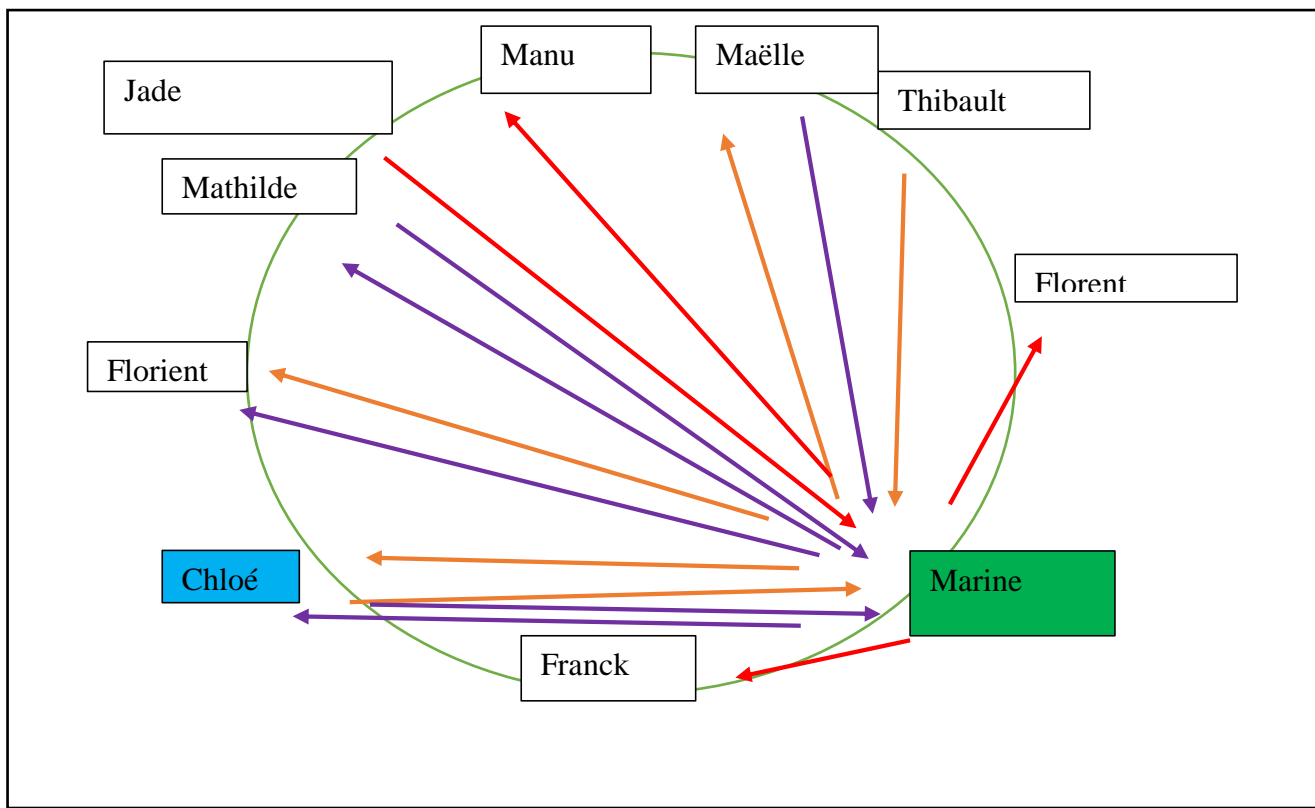 Manu
Maëlle
Jade
Thibault
Mathilde
Florent
Florient
Chloé
Marine
Franck